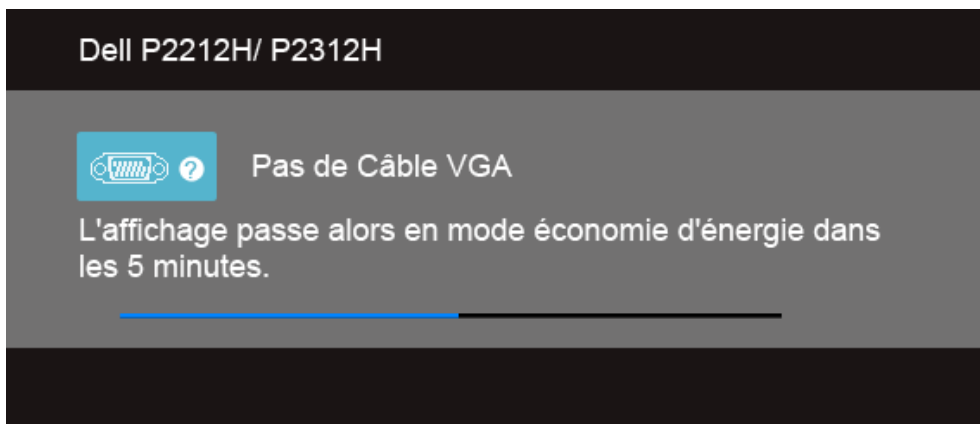 Dell P2212H/ P2312H
Pas de Câble VGA
L'affichage passe alors en mode économie d'énergie dans
les 5 minutes.